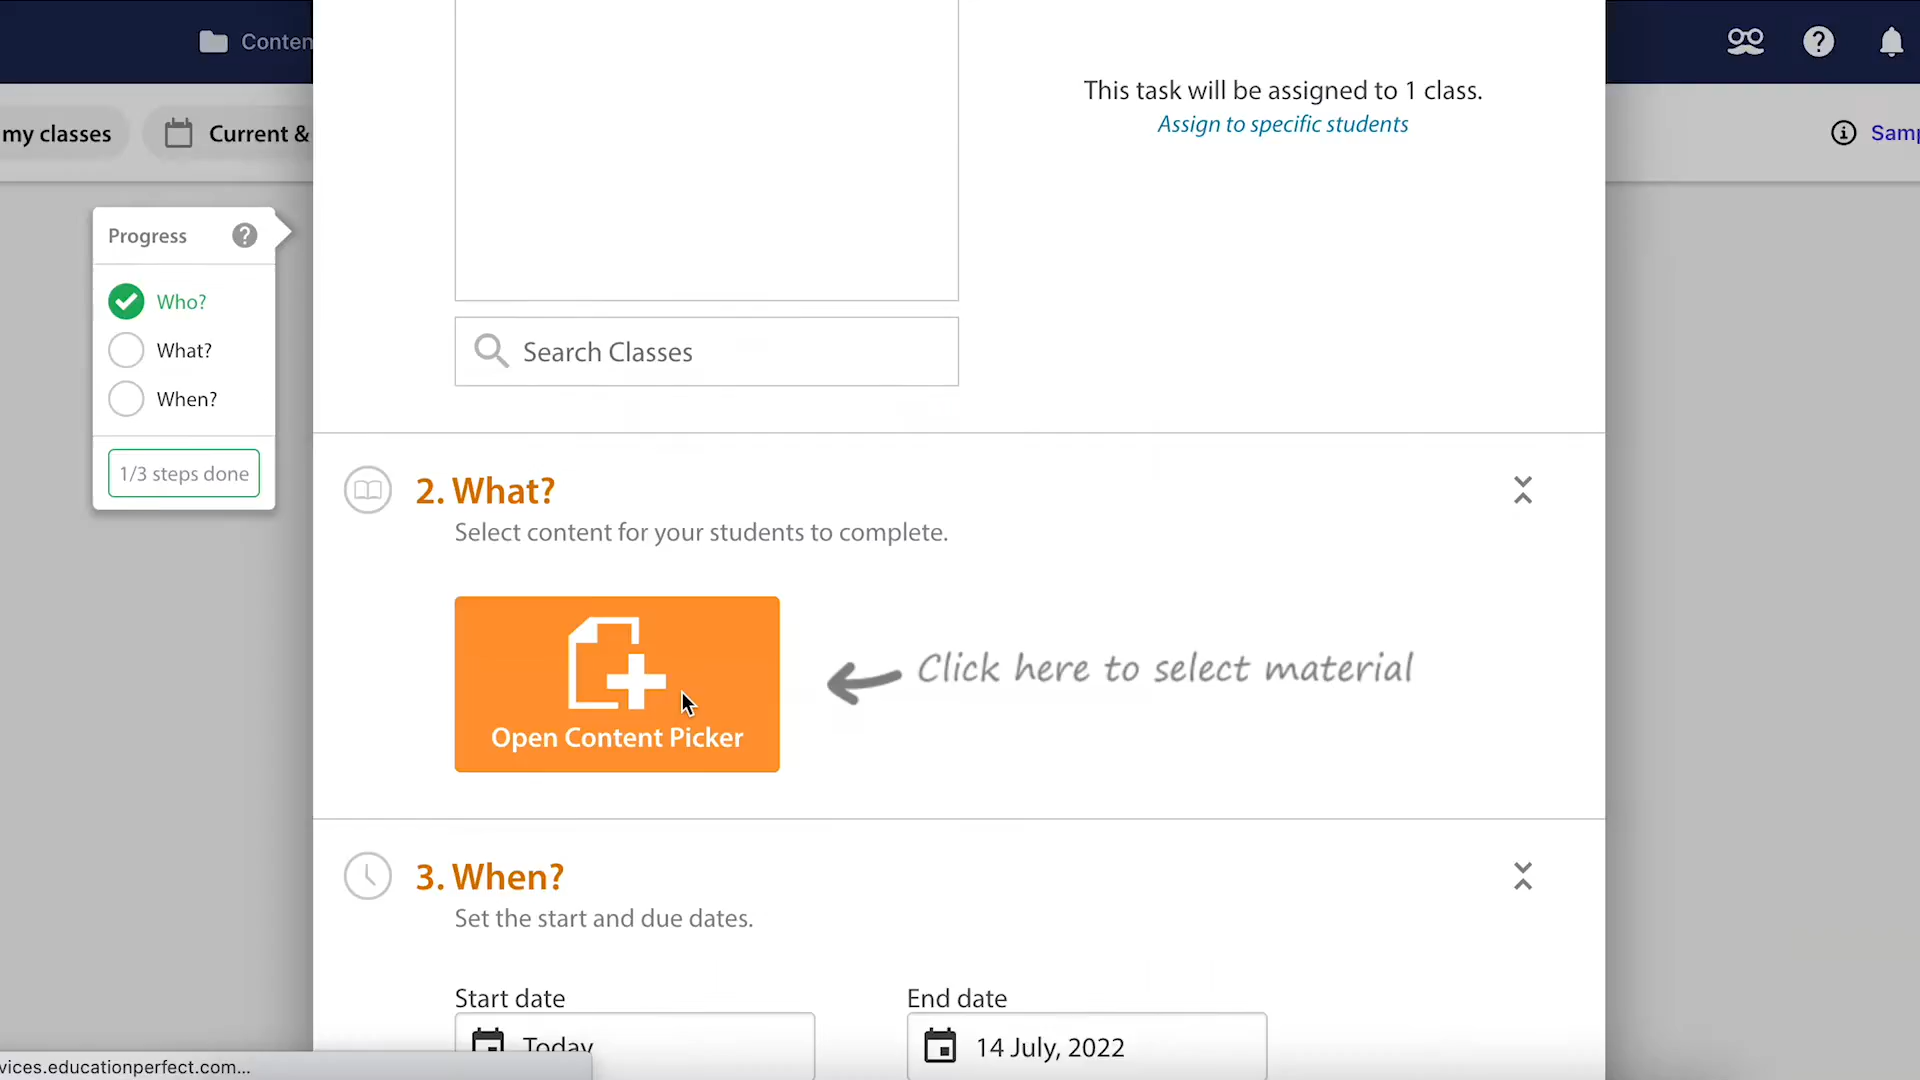 Conten
my classes
Current &
Samp
This task will be assigned to 1 class.
Assign to specific students
Progress
Who?
What?
When?
1/3 steps done
Search Classes
2. What?
Select content for your students to complete.
Open Content Picker
Click here to select material
3. When?
Set the start and due dates.
Start date
End date
Today
14 July, 2022
vices.educationperfect.com...